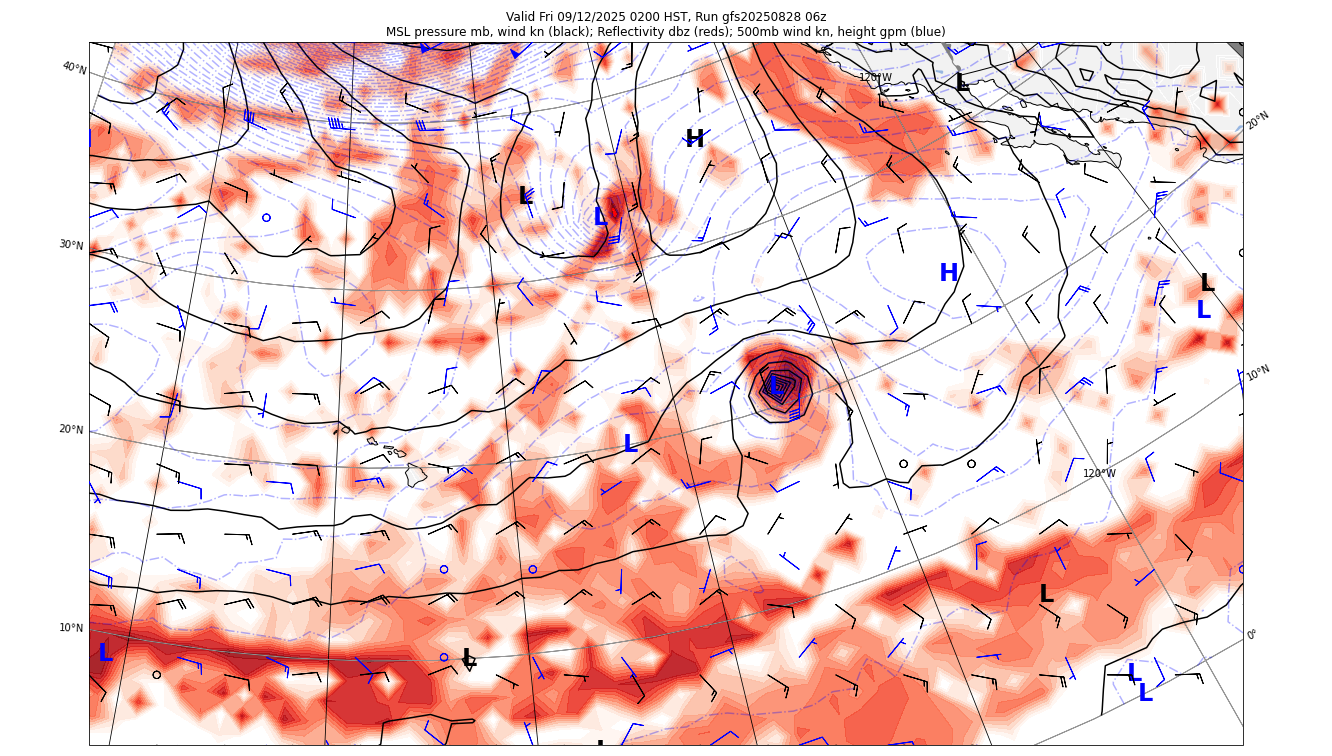 Valid Fri 09/12/2025 0200 HST, Run gfs20250828 06z
MSL pressure mb, wind kn (black); Reflectivity dbz (reds); 500mb wind kn, height gpm (blue)
40°N
120°W
L
20°N
H
L
L
30°N
H
L
L
10°N
L
20°N
L
120°W
L
10°N
0°
L
L
L
L
L